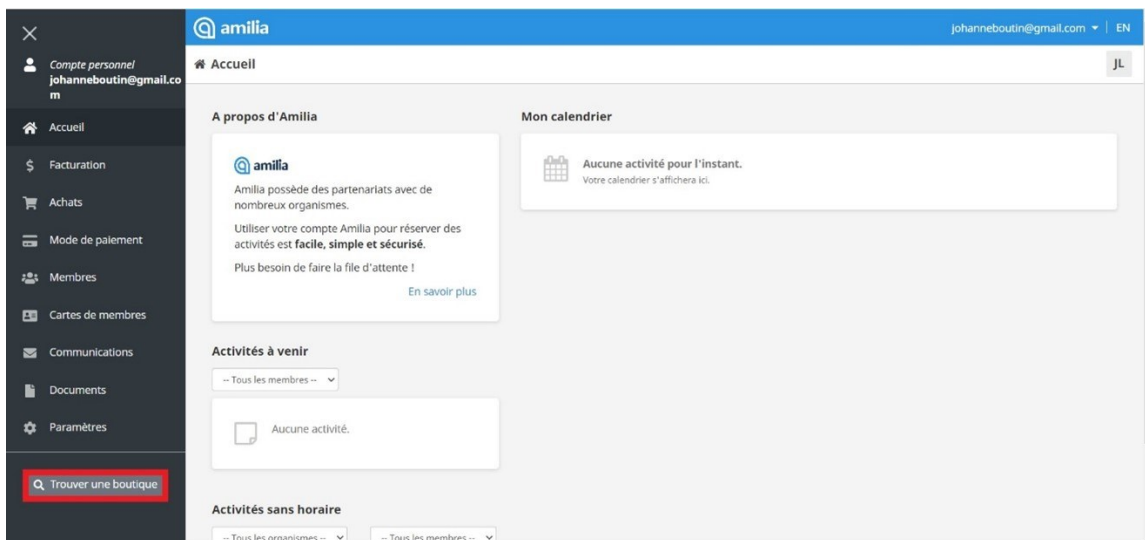 amilia
johanneboutin@gmail.com
EN
Compte personnel
johanneboutin@gmail.co
m
Accueil
Facturation
Achats
Mode de paiement
Membres
Cartes de membres
Communications
Documents
Paramètres
Trouver une boutique
Accueil
JL
A propos d'Amilia
amilia
Amilia possède des partenariats avec de
nombreux organismes.
Utiliser votre compte Amilia pour réserver des
activités est facile, simple et sécurisé.
Plus besoin de faire la file d'attente !
En savoir plus
Mon calendrier
Aucune activité pour l'instant.
Votre calendrier s'affichera ici.
Activités à venir
-- Tous les membres --
Aucune activité.
Activités sans horaire
-- Tous les organismes --
-- Tous les membres --